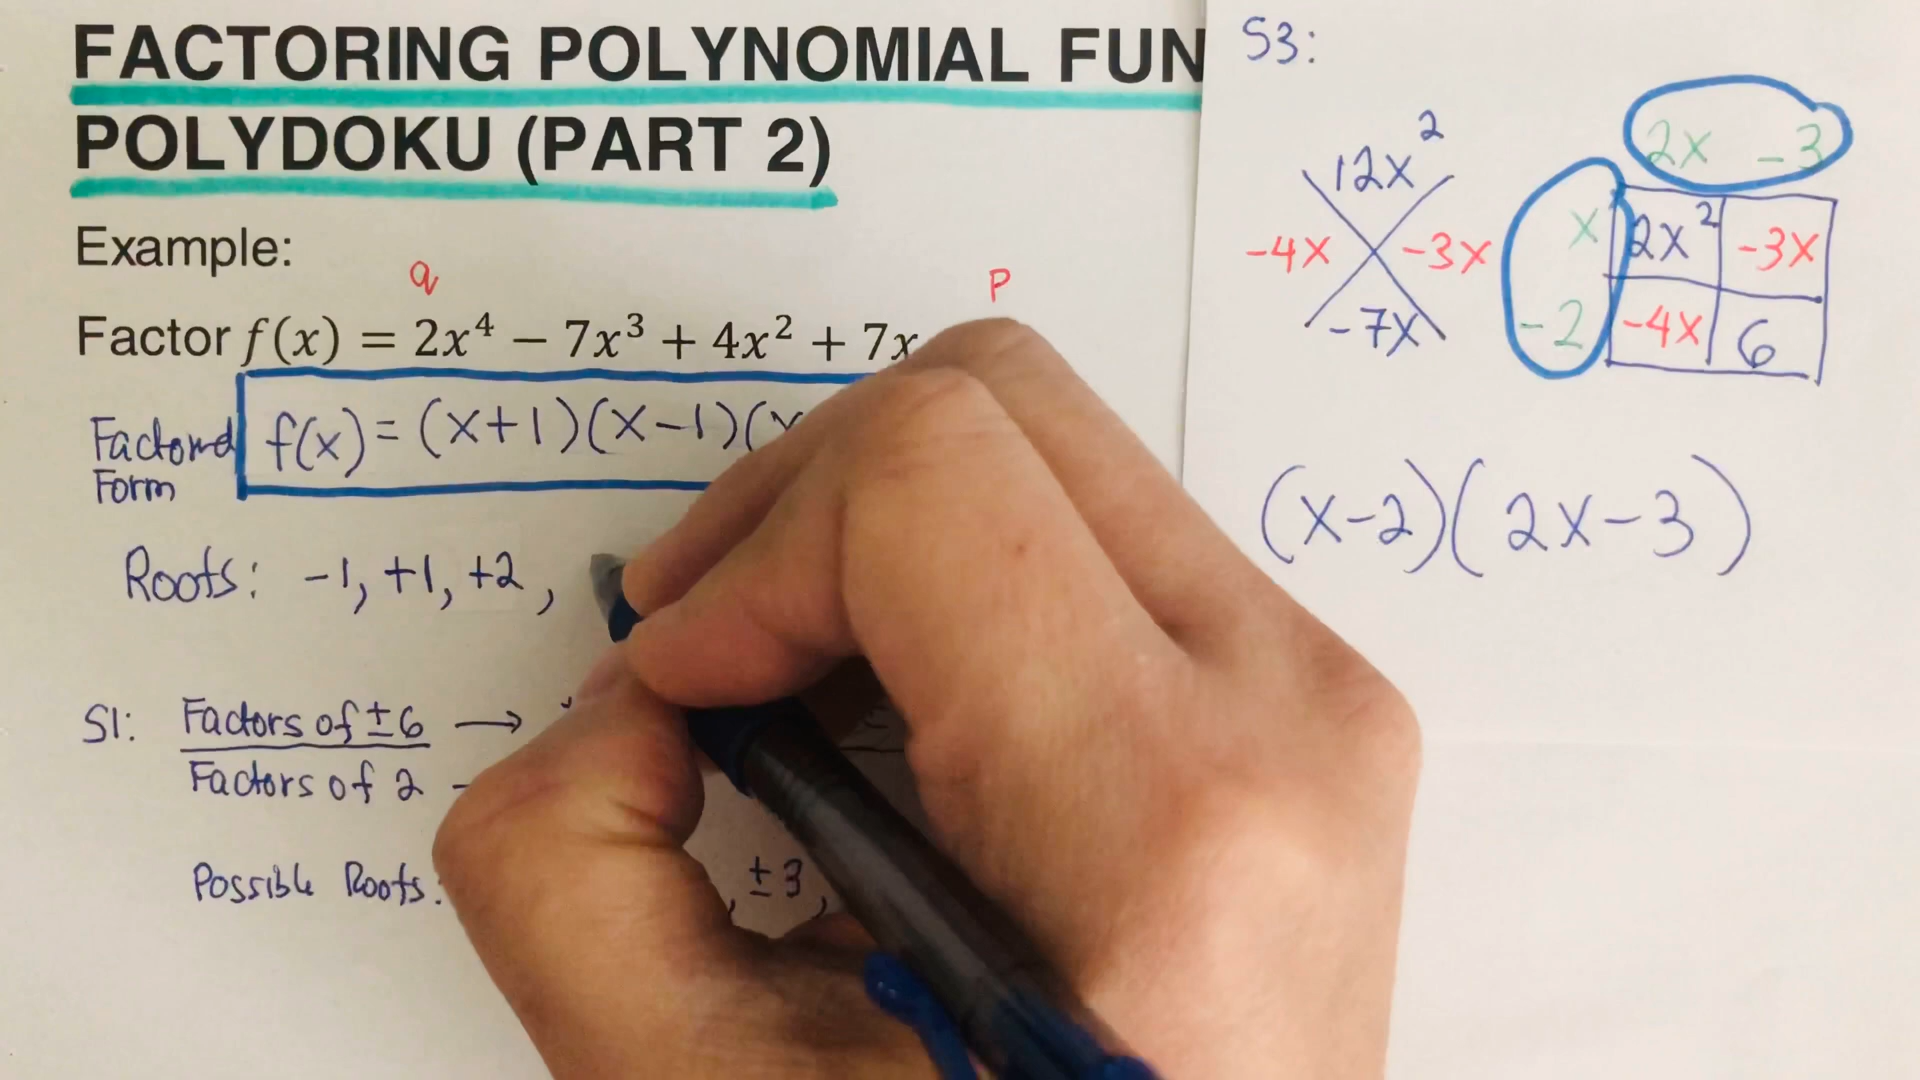 FACTORING POLYNOMIAL FUN
POLYDOKU (PART 2)
Example:
q
p
Factor f(x) = 2x⁴ − 7x³ + 4x² + 7x
Factored
Form
f(x) = (x+1)(x-1)(x
Roots: -1, +1, +2,
S1: Factors of ±6 →
Factors of 2 -
Possible Roots: , ±3,
S3:
12x²
-4x -3x
-7x
2x -3
x 2x² -3x
-2 -4x 6
(x-2)(2x-3)